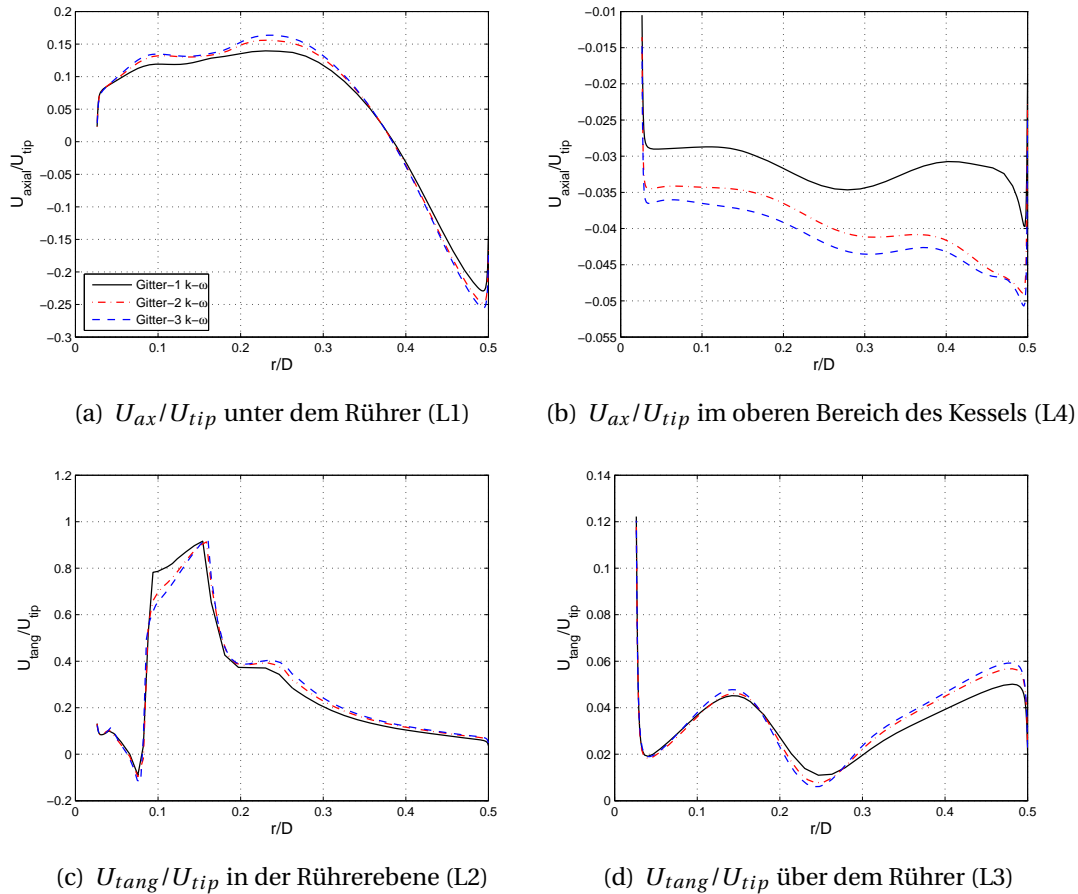 0.2
0.15
0.1
0.05
0
−0.05
−0.1
−0.15
−0.2
−0.25
−0.3
U_axial/U_tip
Gitter−1 k−ω
Gitter−2 k−ω
Gitter−3 k−ω
0 0.1 0.2 0.3 0.4 0.5
r/D
(a) U_ax/U_tip unter dem Rührer (L1)
−0.01
−0.015
−0.02
−0.025
−0.03
−0.035
−0.04
−0.045
−0.05
−0.055
U_axial/U_tip
0 0.1 0.2 0.3 0.4 0.5
r/D
(b) U_ax/U_tip im oberen Bereich des Kessels (L4)
1.2
1
0.8
0.6
0.4
0.2
0
−0.2
U_tang/U_tip
0 0.1 0.2 0.3 0.4 0.5
r/D
(c) U_tang/U_tip in der Rührerebene (L2)
0.14
0.12
0.1
0.08
0.06
0.04
0.02
0
U_tang/U_tip
0 0.1 0.2 0.3 0.4 0.5
r/D
(d) U_tang/U_tip über dem Rührer (L3)